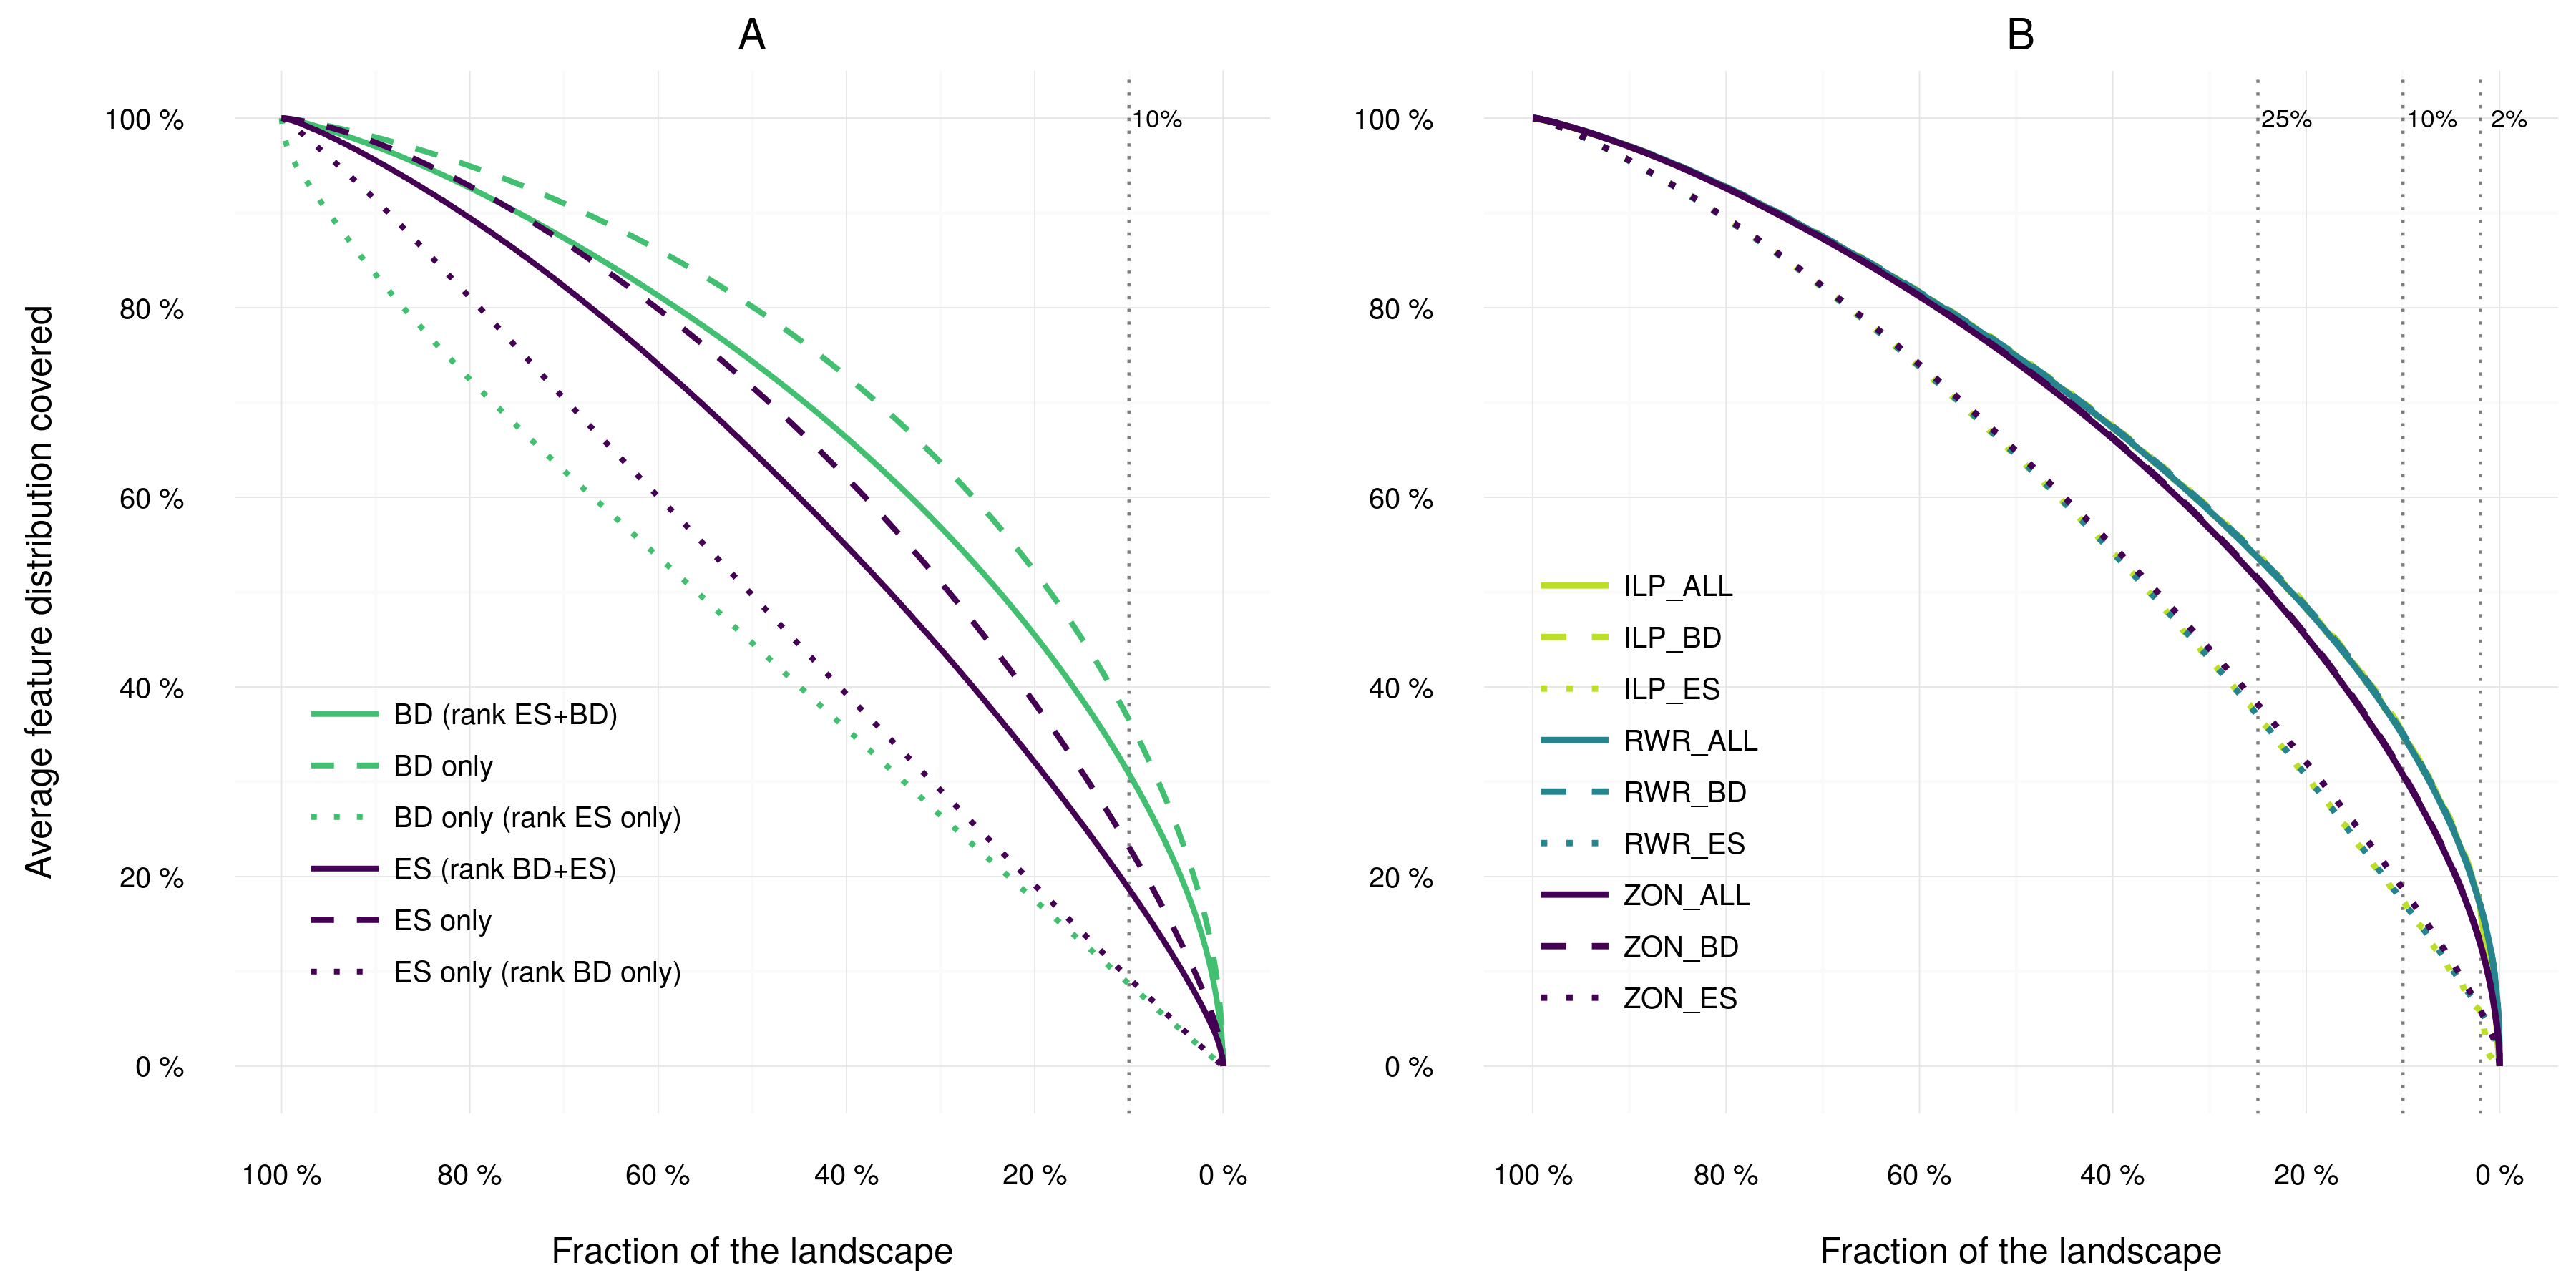 A
B
Average feature distribution covered
100 %
80 %
60 %
40 %
20 %
0 %
10%
BD (rank ES+BD)
BD only
BD only (rank ES only)
ES (rank BD+ES)
ES only
ES only (rank BD only)
100 %
80 %
60 %
40 %
20 %
0 %
Fraction of the landscape
100 %
80 %
60 %
40 %
20 %
0 %
25%
10%
2%
ILP_ALL
ILP_BD
ILP_ES
RWR_ALL
RWR_BD
RWR_ES
ZON_ALL
ZON_BD
ZON_ES
100 %
80 %
60 %
40 %
20 %
0 %
Fraction of the landscape